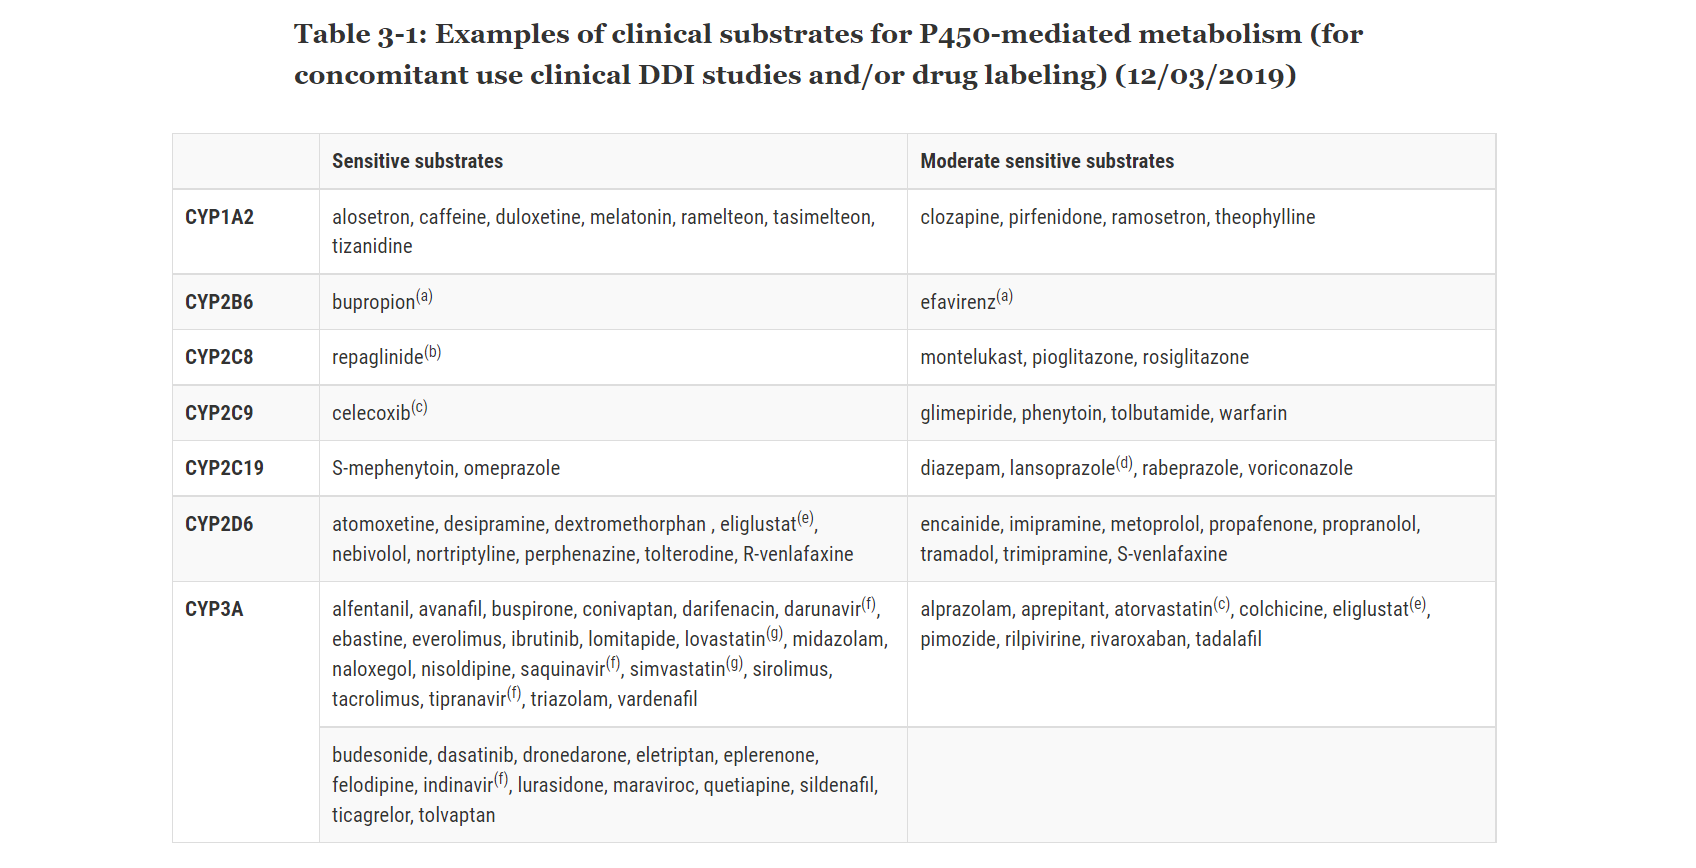 Table 3-1: Examples of clinical substrates for P450-mediated metabolism (for
concomitant use clinical DDI studies and/or drug labeling) (12/03/2019)
Sensitive substrates
Moderate sensitive substrates
CYP1A2
alosetron, caffeine, duloxetine, melatonin, ramelteon, tasimelteon,
tizanidine
clozapine, pirfenidone, ramosetron, theophylline
CYP2B6
bupropion(a)
efavirenz(a)
CYP2C8
repaglinide(b)
montelukast, pioglitazone, rosiglitazone
CYP2C9
celecoxib(c)
glimepiride, phenytoin, tolbutamide, warfarin
CYP2C19
S-mephenytoin, omeprazole
diazepam, lansoprazole(d), rabeprazole, voriconazole
CYP2D6
atomoxetine, desipramine, dextromethorphan , eliglustat(e),
nebivolol, nortriptyline, perphenazine, tolterodine, R-venlafaxine
encainide, imipramine, metoprolol, propafenone, propranolol,
tramadol, trimipramine, S-venlafaxine
CYP3A
alfentanil, avanafil, buspirone, conivaptan, darifenacin, darunavir(f),
ebastine, everolimus, ibrutinib, lomitapide, lovastatin(g), midazolam,
naloxegol, nisoldipine, saquinavir(f), simvastatin(g), sirolimus,
tacrolimus, tipranavir(f), triazolam, vardenafil
alprazolam, aprepitant, atorvastatin(c), colchicine, eliglustat(e),
pimozide, rilpivirine, rivaroxaban, tadalafil
budesonide, dasatinib, dronedarone, eletriptan, eplerenone,
felodipine, indinavir(f), lurasidone, maraviroc, quetiapine, sildenafil,
ticagrelor, tolvaptan